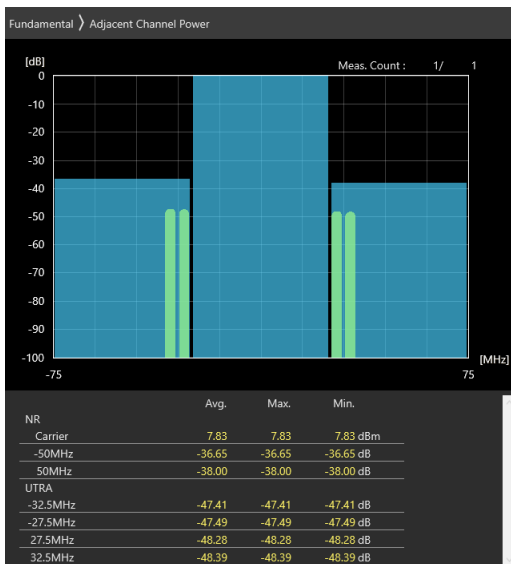 Fundamental 〉 Adjacent Channel Power
[dB]
Meas. Count : 1/ 1
0
-10
-20
-30
-40
-50
-60
-70
-80
-90
-100
[MHz]
-75 75
Avg. Max. Min.
NR
Carrier 7.83 7.83 7.83 dBm
-50MHz -36.65 -36.65 -36.65 dB
50MHz -38.00 -38.00 -38.00 dB
UTRA
-32.5MHz -47.41 -47.41 -47.41 dB
-27.5MHz -47.49 -47.49 -47.49 dB
27.5MHz -48.28 -48.28 -48.28 dB
32.5MHz -48.39 -48.39 -48.39 dB